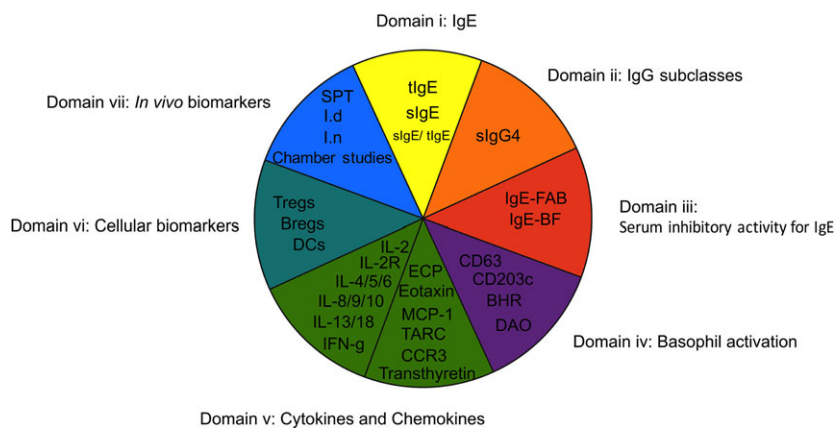 Domain i: IgE
tIgE
sIgE
sIgE/ tIgE
Domain ii: IgG subclasses
sIgG4
Domain iii:
Serum inhibitory activity for IgE
IgE-FAB
IgE-BF
Domain iv: Basophil activation
CD63
CD203c
BHR
DAO
Domain v: Cytokines and Chemokines
ECP
Eotaxin
MCP-1
TARC
CCR3
Transthyretin
IL-2
IL-2R
IL-4/5/6
IL-8/9/10
IL-13/18
IFN-g
Domain vi: Cellular biomarkers
Tregs
Bregs
DCs
Domain vii: In vivo biomarkers
SPT
I.d
I.n
Chamber studies